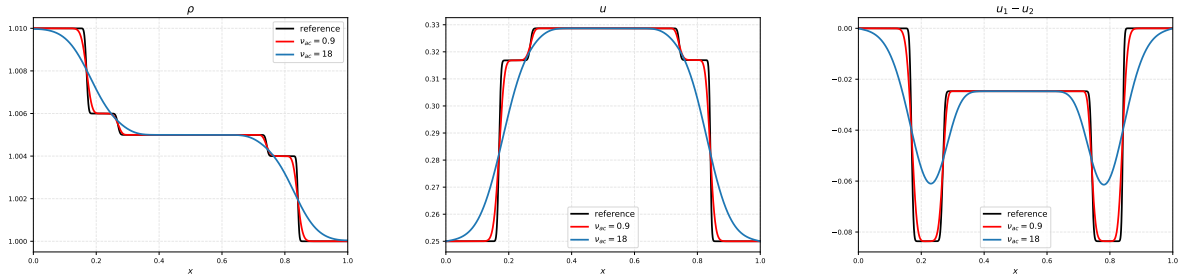 ρ
1.010
1.008
1.006
1.004
1.002
1.000
0.0 0.2 0.4 0.6 0.8 1.0
x
reference
ν_ac = 0.9
ν_ac = 18
u
0.33
0.32
0.31
0.30
0.29
0.28
0.27
0.26
0.25
0.0 0.2 0.4 0.6 0.8 1.0
x
reference
ν_ac = 0.9
ν_ac = 18
u₁ − u₂
0.00
−0.02
−0.04
−0.06
−0.08
0.0 0.2 0.4 0.6 0.8 1.0
x
reference
ν_ac = 0.9
ν_ac = 18